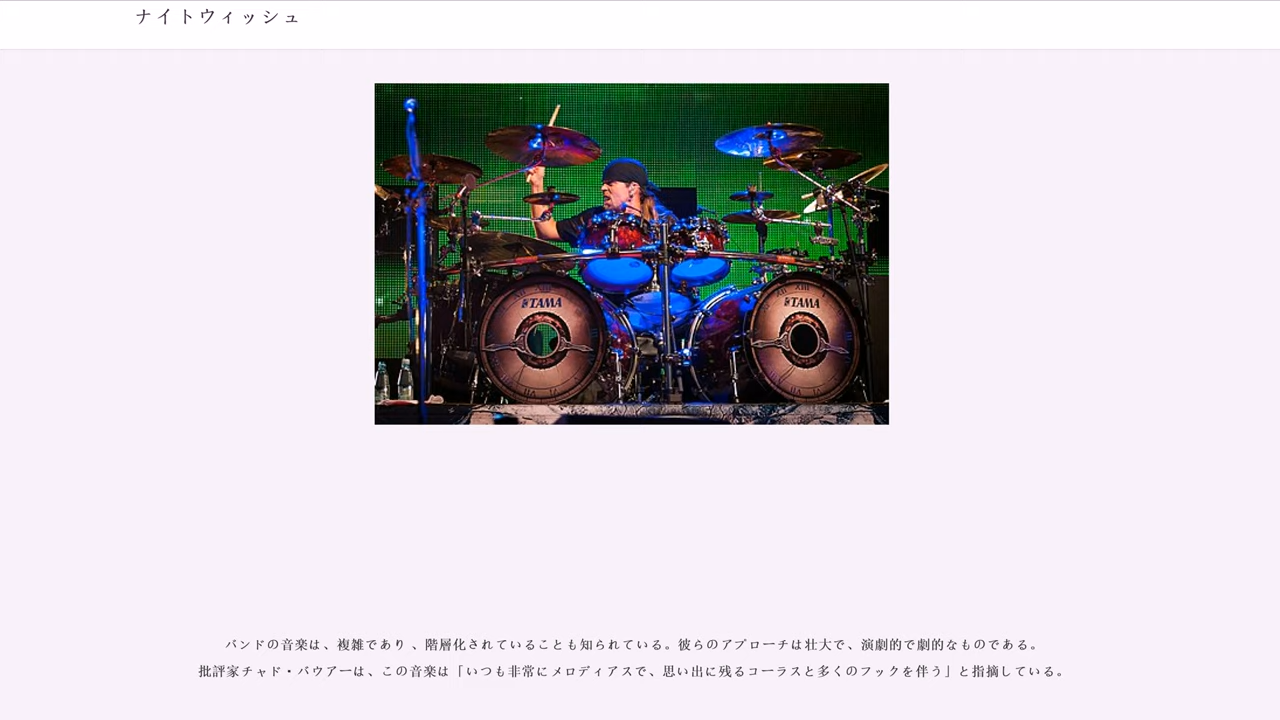 ナイトウィッシュ
TAMA TAMA
バンドの音楽は、複雑であり 、階層化されていることも知られている。彼らのアプローチは壮大で、演劇的で劇的なものである。
批評家チャド・バウアーは、この音楽は「いつも非常にメロディアスで、思い出に残るコーラスと多くのフックを伴う」と指摘している。